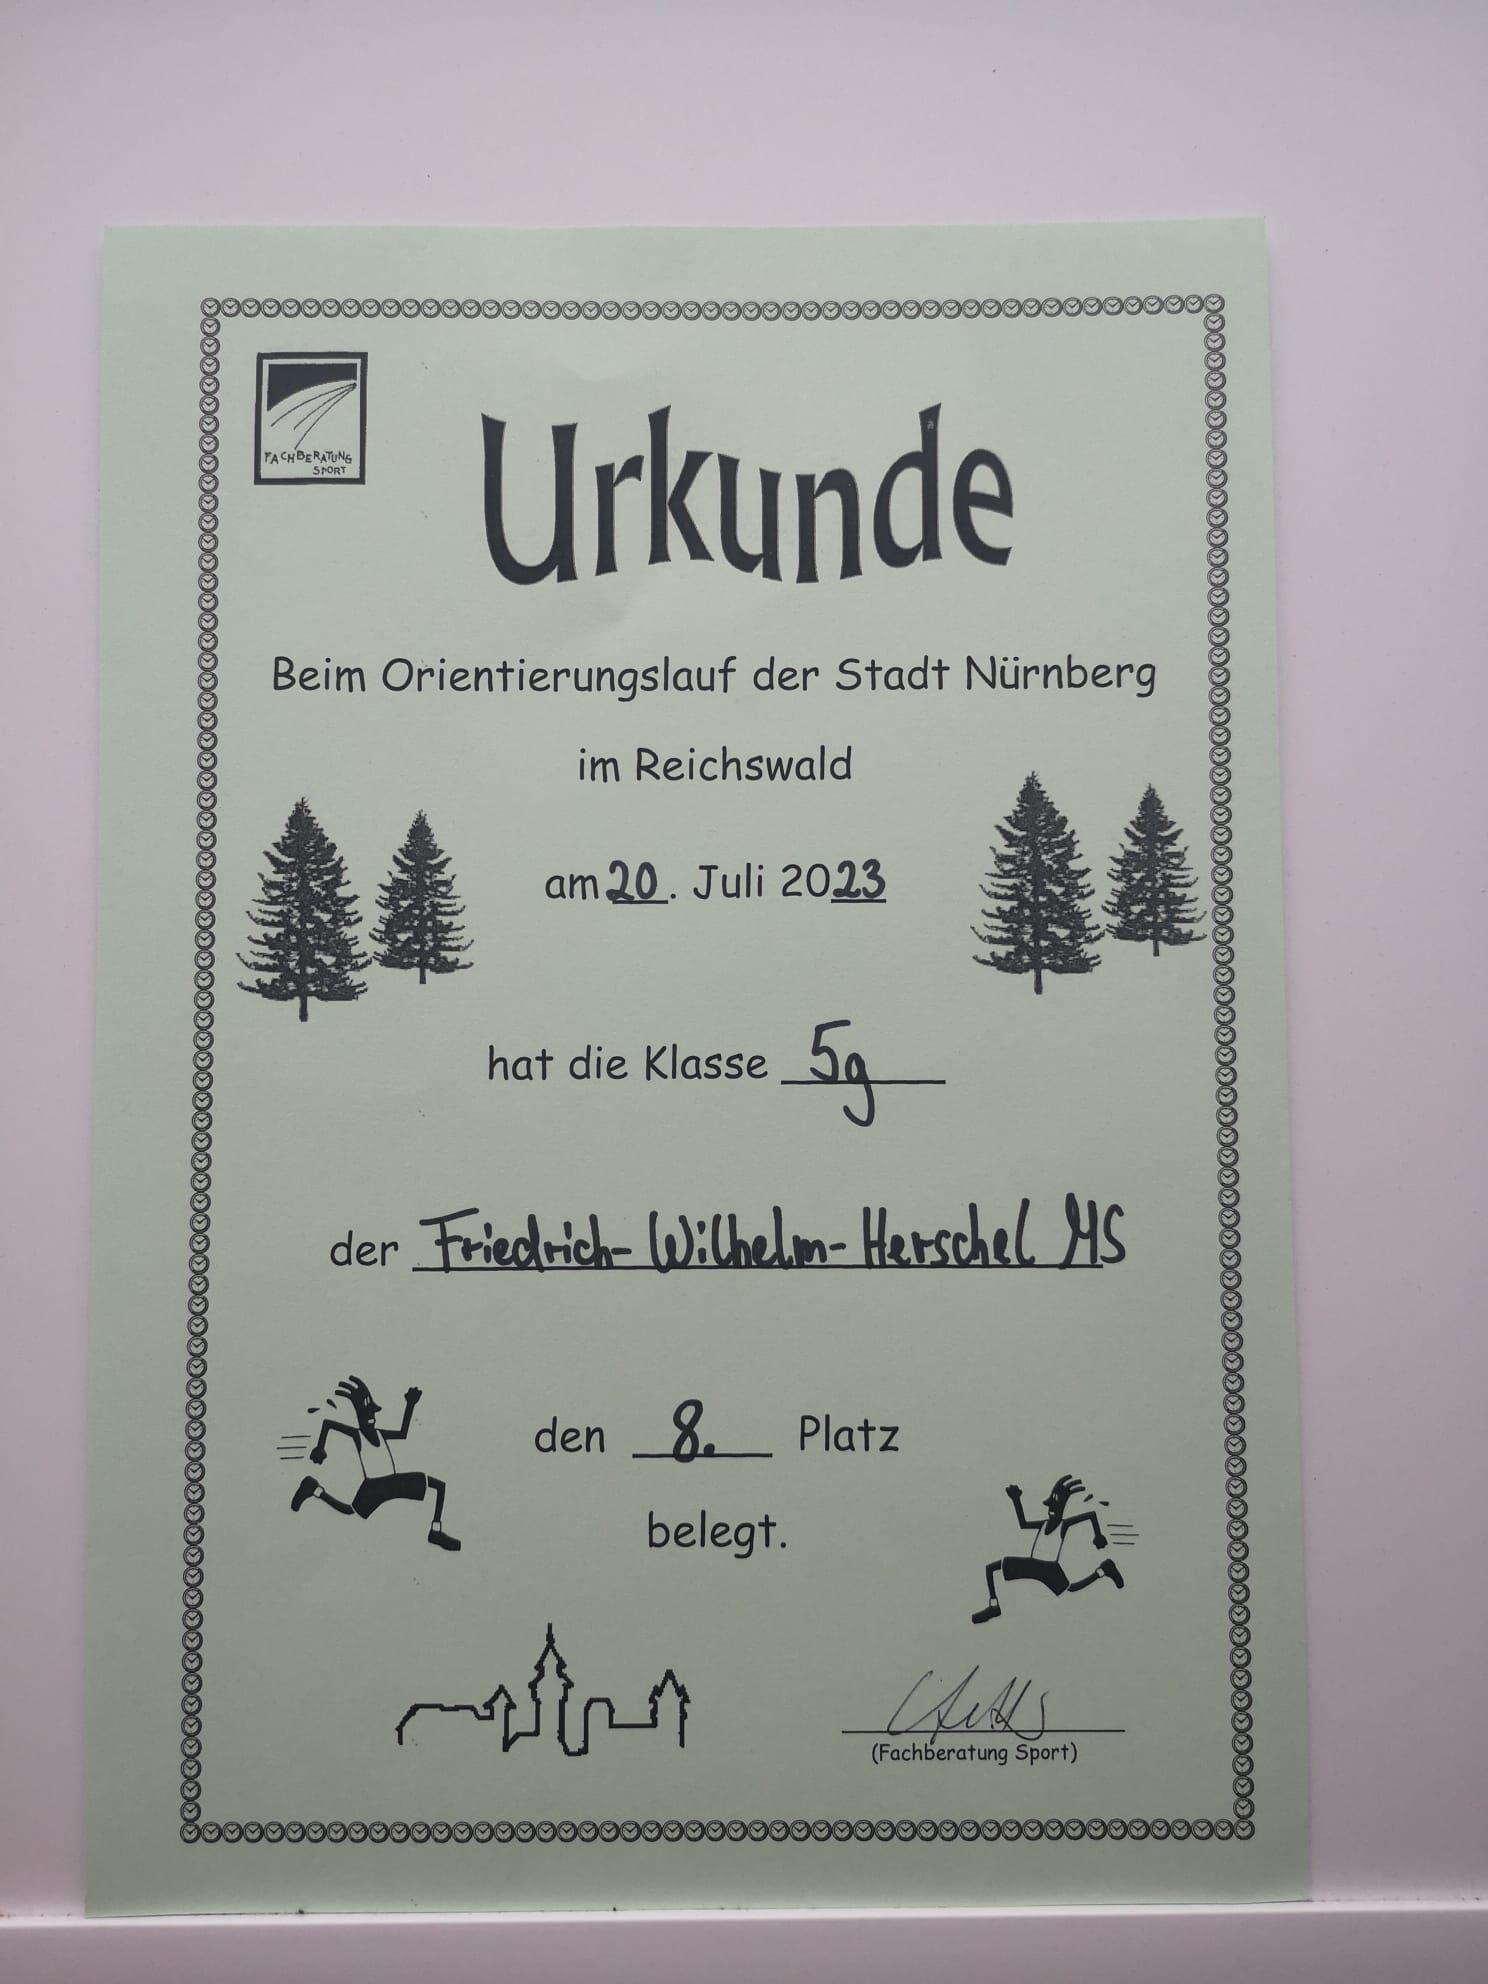 FACHBERATUNG
SPORT
Urkunde
Beim Orientierungslauf der Stadt Nürnberg
im Reichswald
am 20. Juli 2023
hat die Klasse 5g
der Friedrich-Wilhelm-Herschel MS
den 8. Platz
belegt.
(Fachberatung Sport)